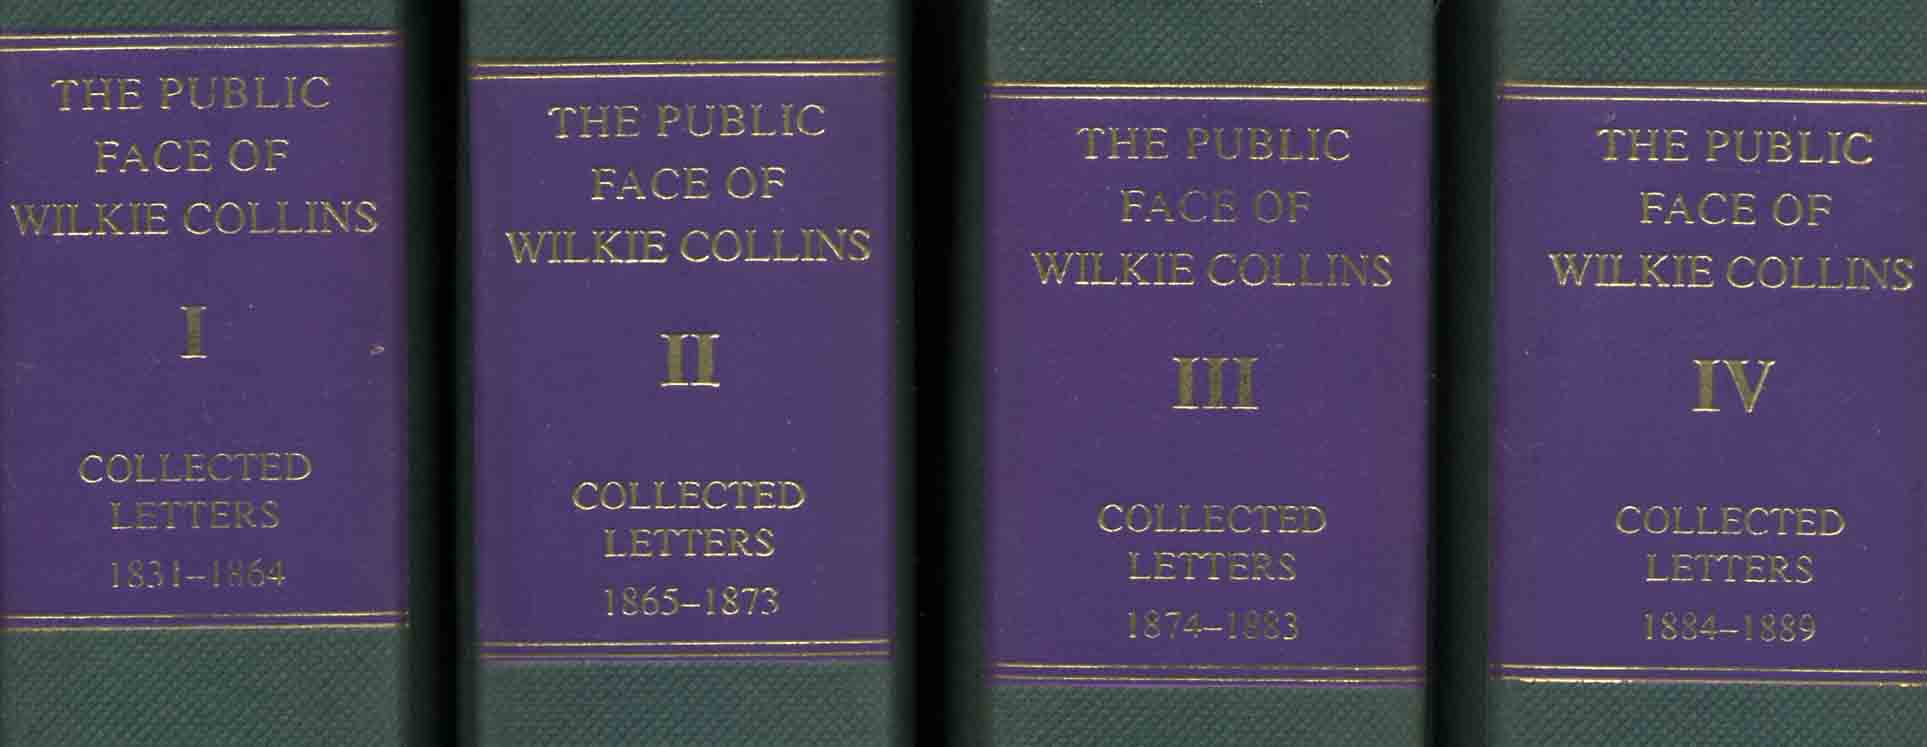 THE PUBLIC
FACE OF
WILKIE COLLINS
I
COLLECTED
LETTERS
1831–1864
THE PUBLIC
FACE OF
WILKIE COLLINS
II
COLLECTED
LETTERS
1865–1873
THE PUBLIC
FACE OF
WILKIE COLLINS
III
COLLECTED
LETTERS
1874–1883
THE PUBLIC
FACE OF
WILKIE COLLINS
IV
COLLECTED
LETTERS
1884–1889